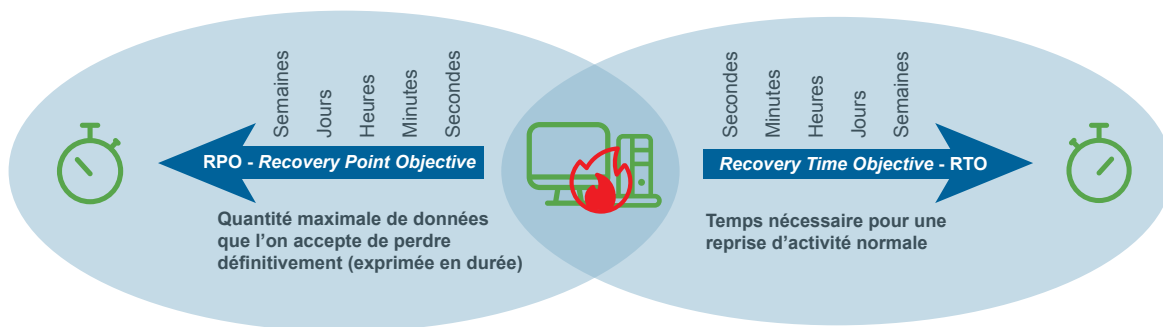 Semaines
Jours
Heures
Minutes
Secondes
RPO - Recovery Point Objective
Quantité maximale de données
que l'on accepte de perdre
définitivement (exprimée en durée)
Secondes
Minutes
Heures
Jours
Semaines
Recovery Time Objective - RTO
Temps nécessaire pour une
reprise d'activité normale